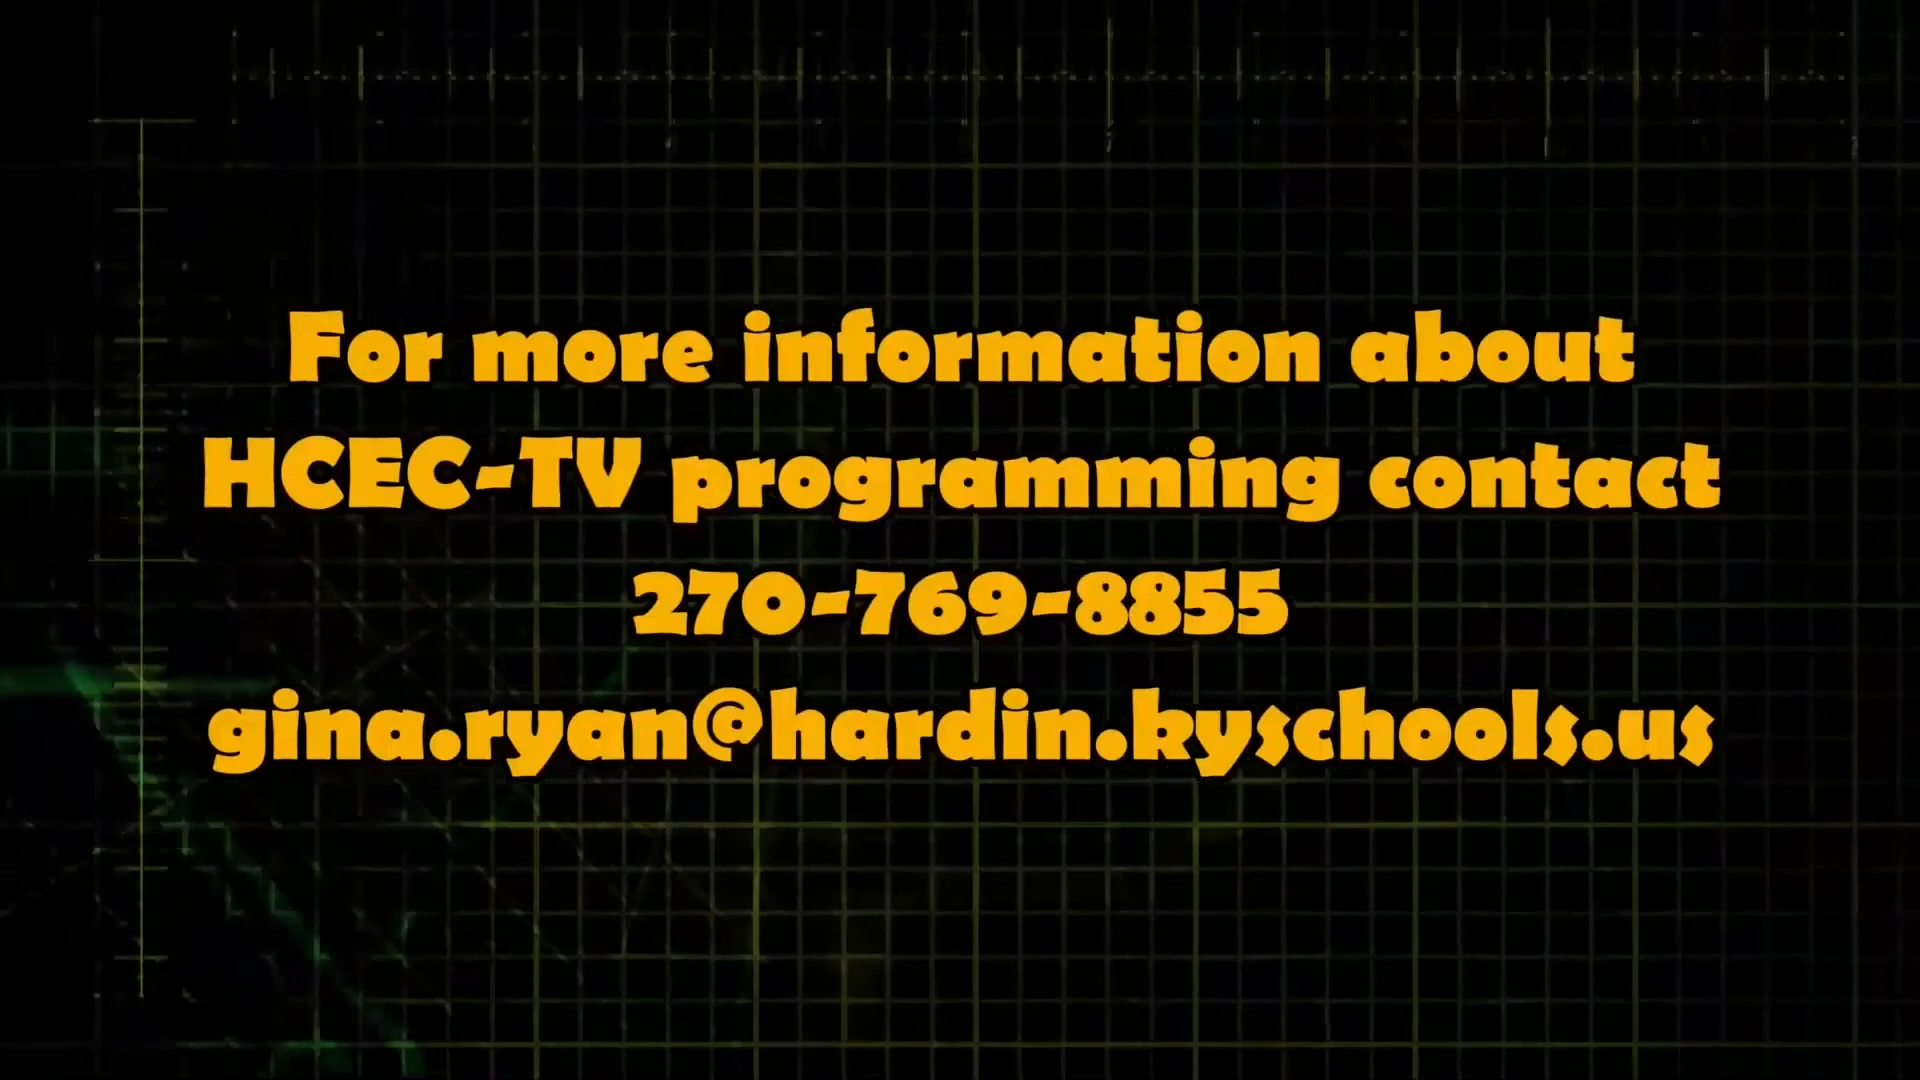 For more information about
HCEC-TV programming contact
270-769-8855
gina.ryan@hardin.kyschools.us